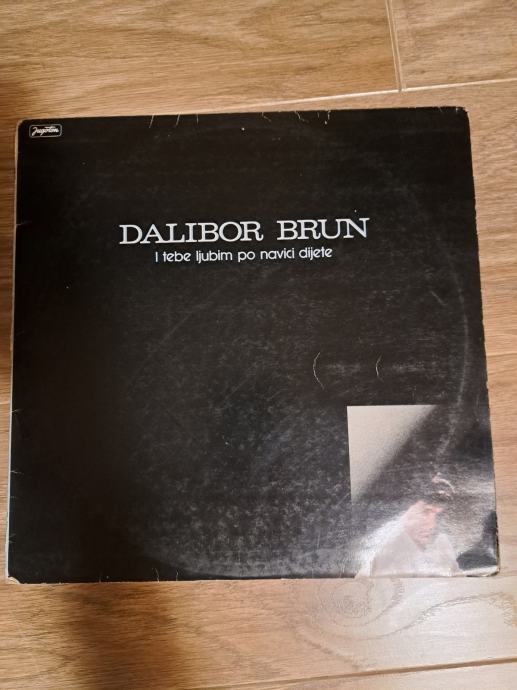 Jugoton
DALIBOR BRUN
I tebe ljubim po navici dijete